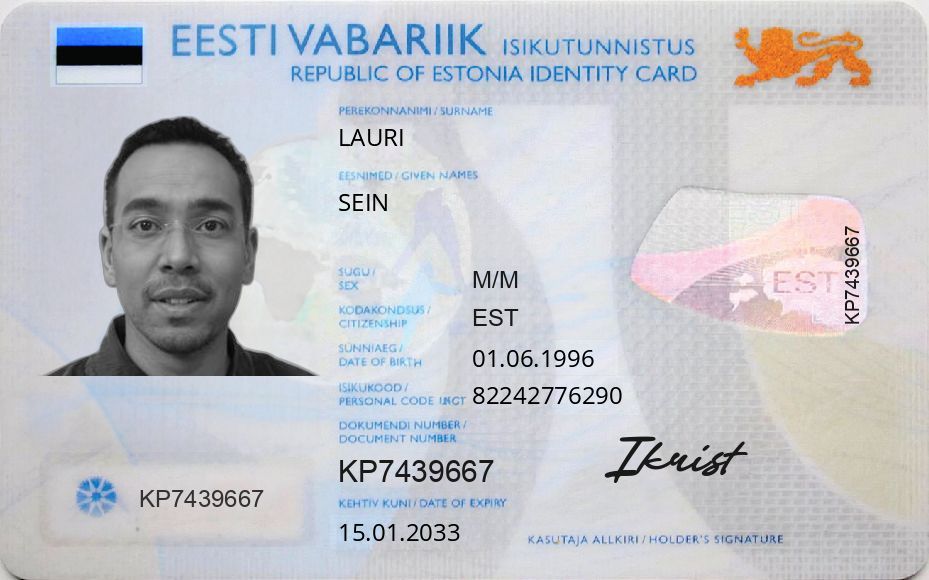 EESTI VABARIIK ISIKUTUNNISTUS
REPUBLIC OF ESTONIA IDENTITY CARD
PEREKONNANIMI / SURNAME
LAURI
EESNIMED / GIVEN NAMES
SEIN
SUGU /
SEX
M/M
KODAKONDSUS /
CITIZENSHIP
EST
SÜNNIAEG /
DATE OF BIRTH
01.06.1996
ISIKUKOOD /
PERSONAL CODE
82242776290
DOKUMENDI NUMBER /
DOCUMENT NUMBER
KP7439667
KEHTIV KUNI / DATE OF EXPIRY
15.01.2033
KP7439667
EST
KP7439667
Ikrist
KASUTAJA ALLKIRI / HOLDER'S SIGNATURE